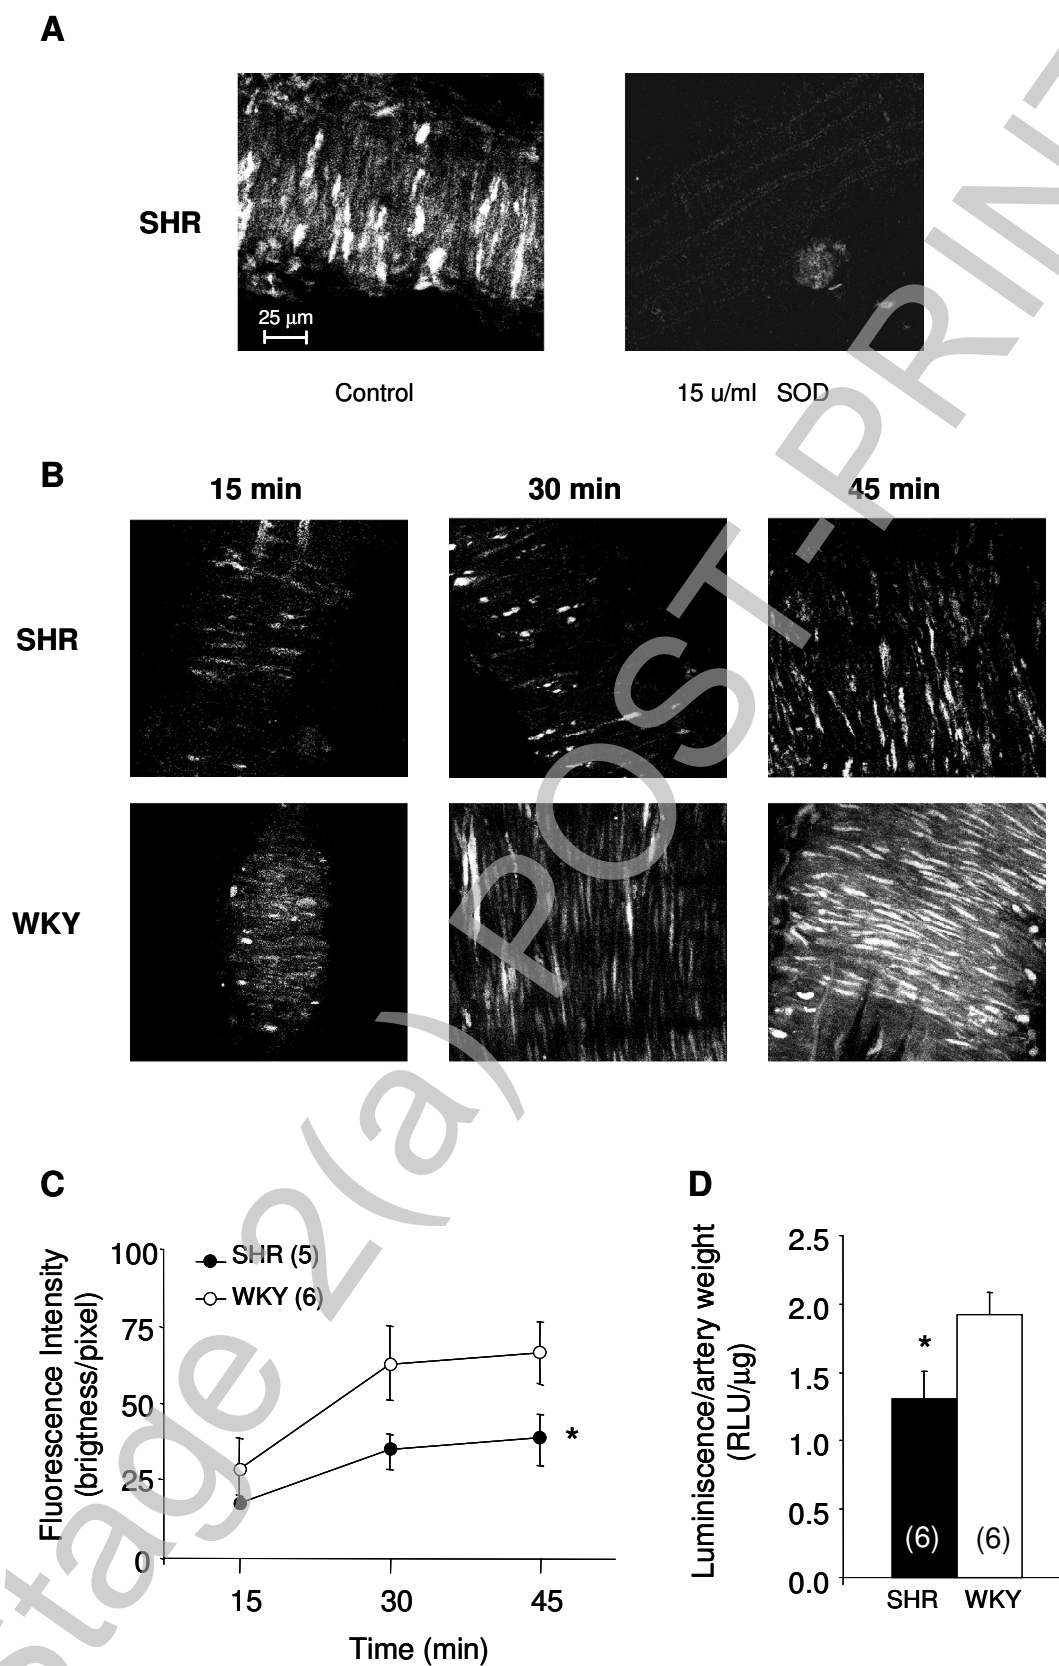 A
SHR
25 μm
Control
15 u/ml SOD
B
15 min
30 min
45 min
SHR
WKY
C
D
Fluorescence Intensity
(brigtness/pixel)
100
75
50
25
0
SHR (5)
WKY (6)
*
15
30
45
Time (min)
Luminiscence/artery weight
(RLU/μg)
2.5
2.0
1.5
1.0
0.5
0.0
*
(6)
(6)
SHR
WKY
Stage 2(a) POST-PRINT